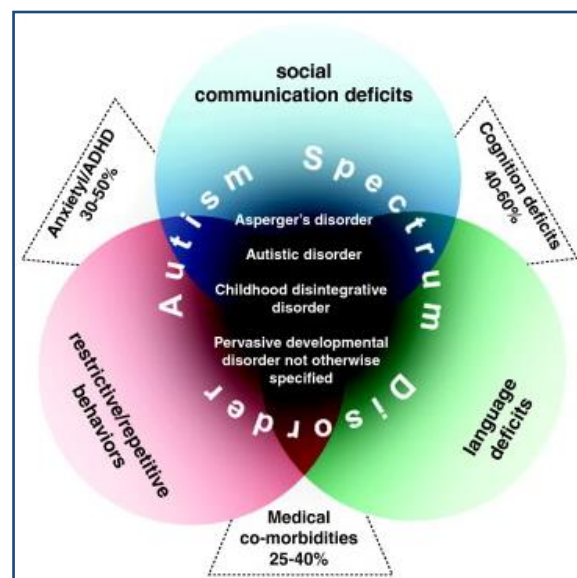 social
communication deficits
Anxietyl/ADHD
30-50%
Cognition deficits
40-60%
Autism Spectrum Disorder
Asperger's disorder
Autistic disorder
Childhood disintegrative
disorder
Pervasive developmental
disorder not otherwise
specified
restrictive/repetitive
behaviors
language
deficits
Medical
co-morbidities
25-40%